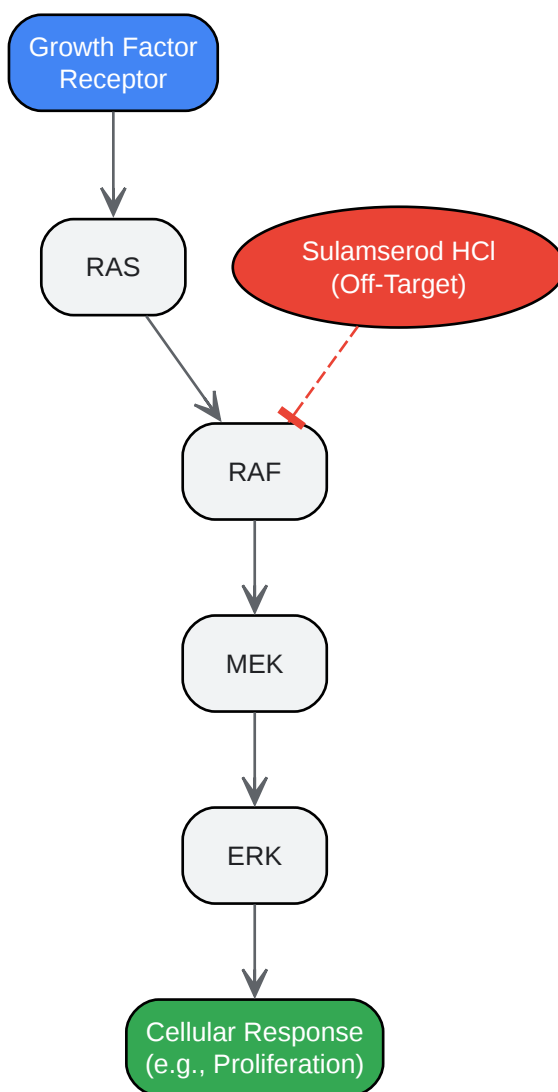 Growth Factor
Receptor
RAS
Sulamserod HCl
(Off-Target)
RAF
MEK
ERK
Cellular Response
(e.g., Proliferation)